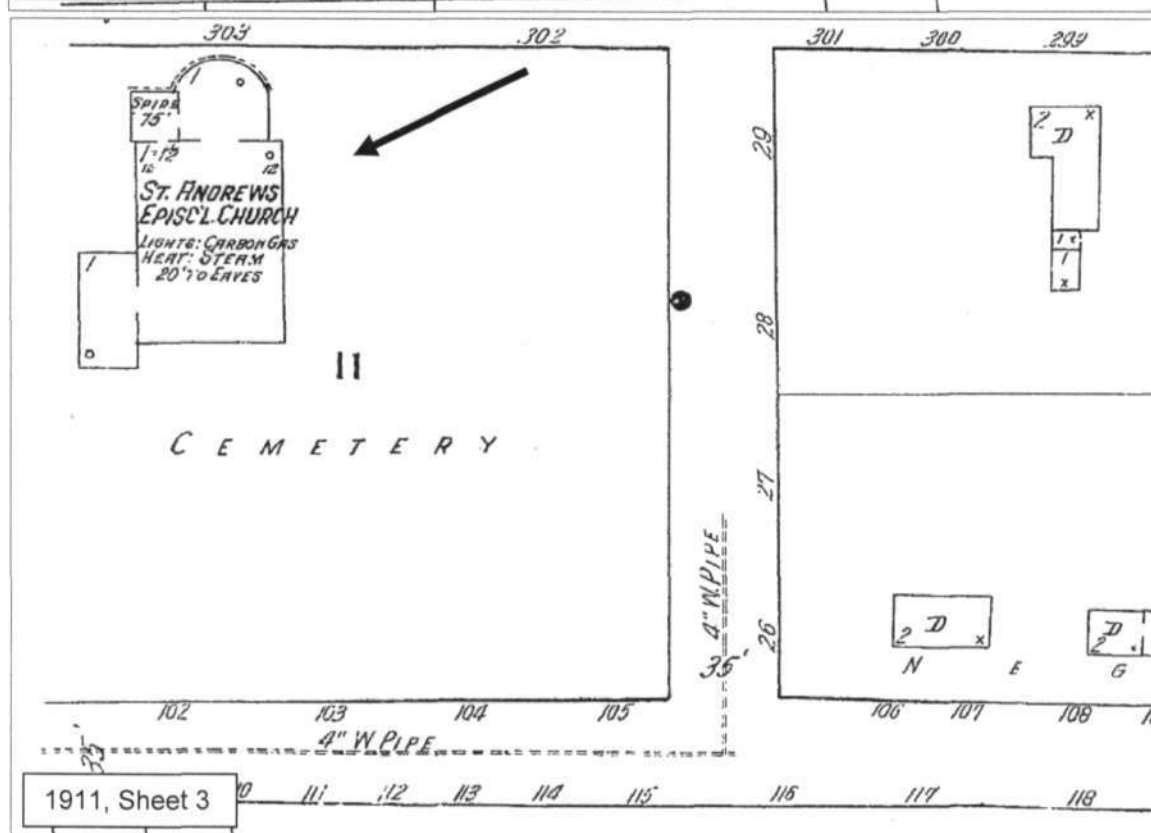 303 302 301 300 299
1
SPIRE
75'
2 x
D
29
1=12
12 12
ST. ANDREWS
EPISC'L. CHURCH
LIGHTS: CARBON GAS
HEAT: STEAM
20' TO EAVES
1
1
1
x
28
11
CEMETERY
27
4" W. PIPE
35'
26
D
2 x
D
2
N E G
102 103 104 105 106 107 108
4" W. PIPE
35'
111 112 113 114 115 116 117 118
1911, Sheet 3